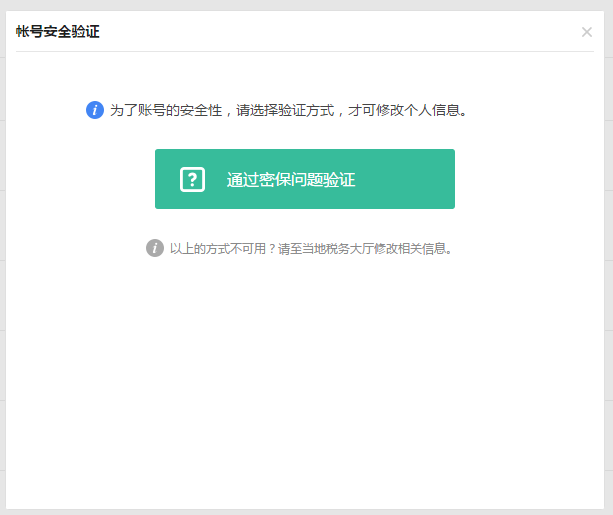 帐号安全验证
为了账号的安全性，请选择验证方式，才可修改个人信息。
通过密保问题验证
以上的方式不可用？请至当地税务大厅修改相关信息。